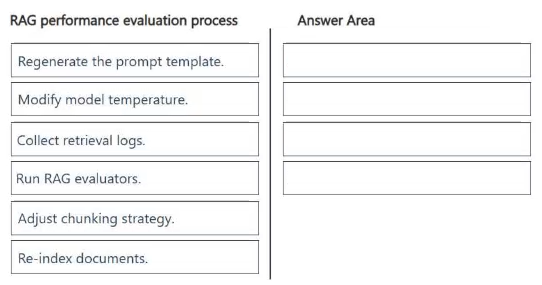 RAG performance evaluation process
Answer Area
Regenerate the prompt template.
Modify model temperature.
Collect retrieval logs.
Run RAG evaluators.
Adjust chunking strategy.
Re-index documents.